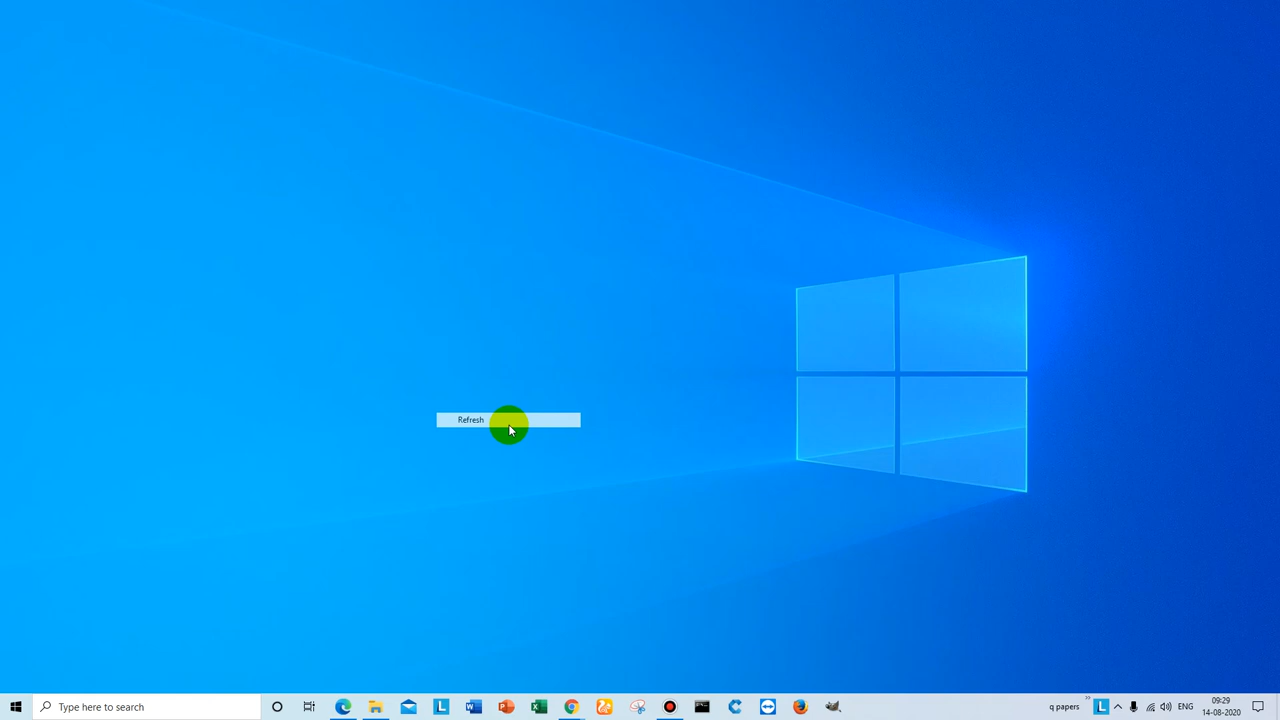 Refresh
Type here to search
L
q papers
L
ENG
09:29
14-08-2020